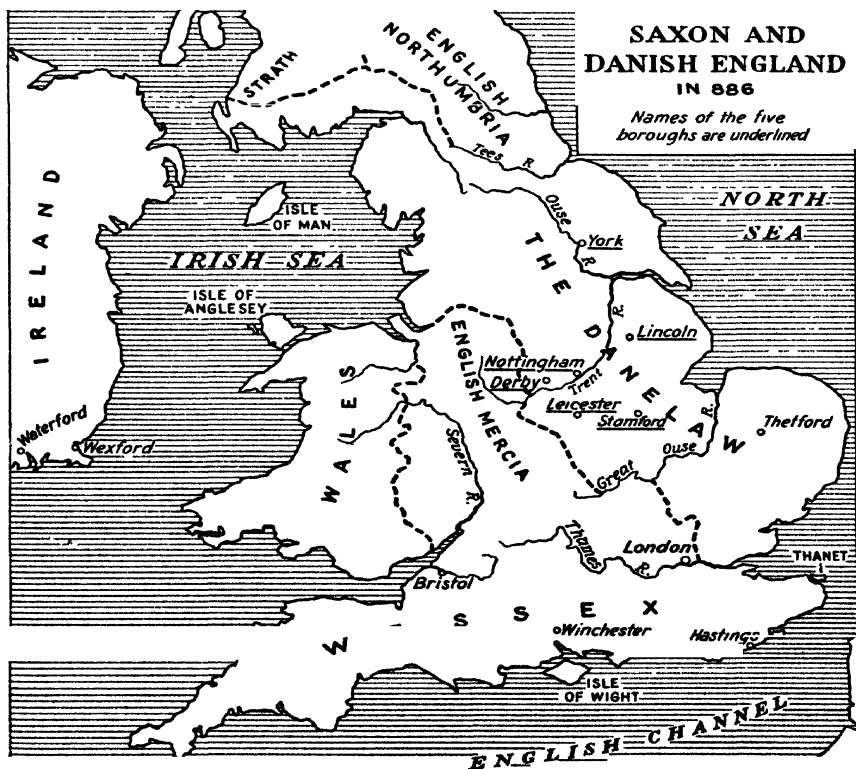 SAXON AND
DANISH ENGLAND
IN 886
Names of the five
boroughs are underlined
STRATH
ENGLISH
NORTHUMBRIA
Tees R.
NORTH
SEA
IRELAND
ISLE
OF MAN
Ouse R.
York
IRISH SEA
THE DANELAW
ISLE OF
ANGLESEY
R.
Lincoln
ENGLISH MERCIA
Nottingham
Derby
Trent
WALES
Leicester
Stamford
R.
Thetford
Waterford
Wexford
Severn R.
Ouse
Great
Thames R.
London
THANET
Bristol
W SSEX
Winchester
Hastings
ISLE
OF WIGHT
ENGLISH CHANNEL